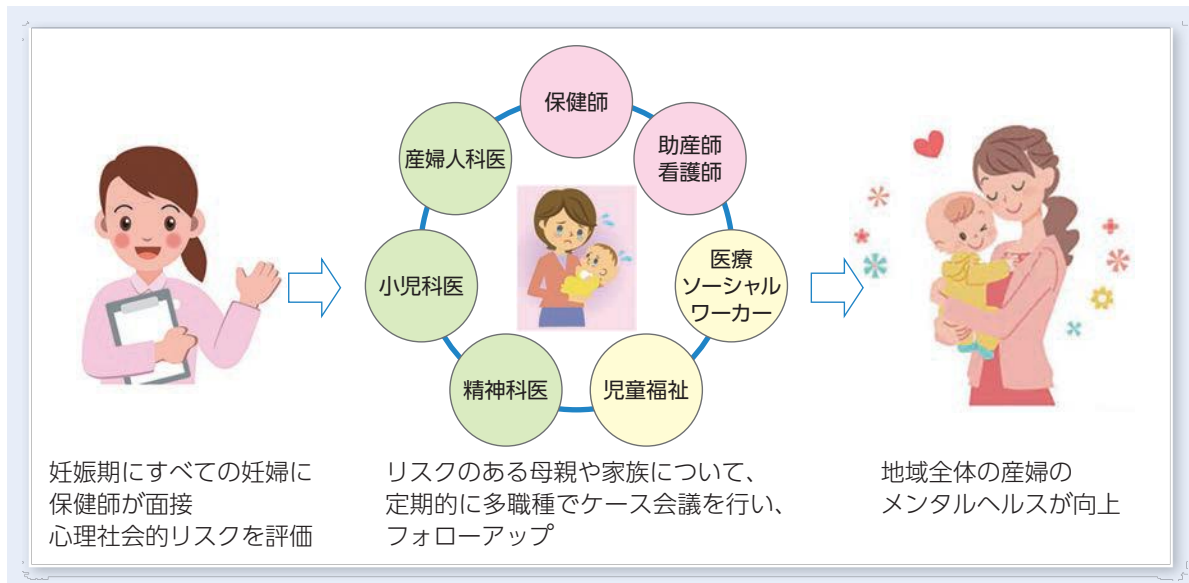 保健師
助産師
看護師
産婦人科医
医療
ソーシャル
ワーカー
小児科医
児童福祉
精神科医
妊娠期にすべての妊婦に
保健師が面接
心理社会的リスクを評価
リスクのある母親や家族について、
定期的に多職種でケース会議を行い、
フォローアップ
地域全体の産婦の
メンタルヘルスが向上